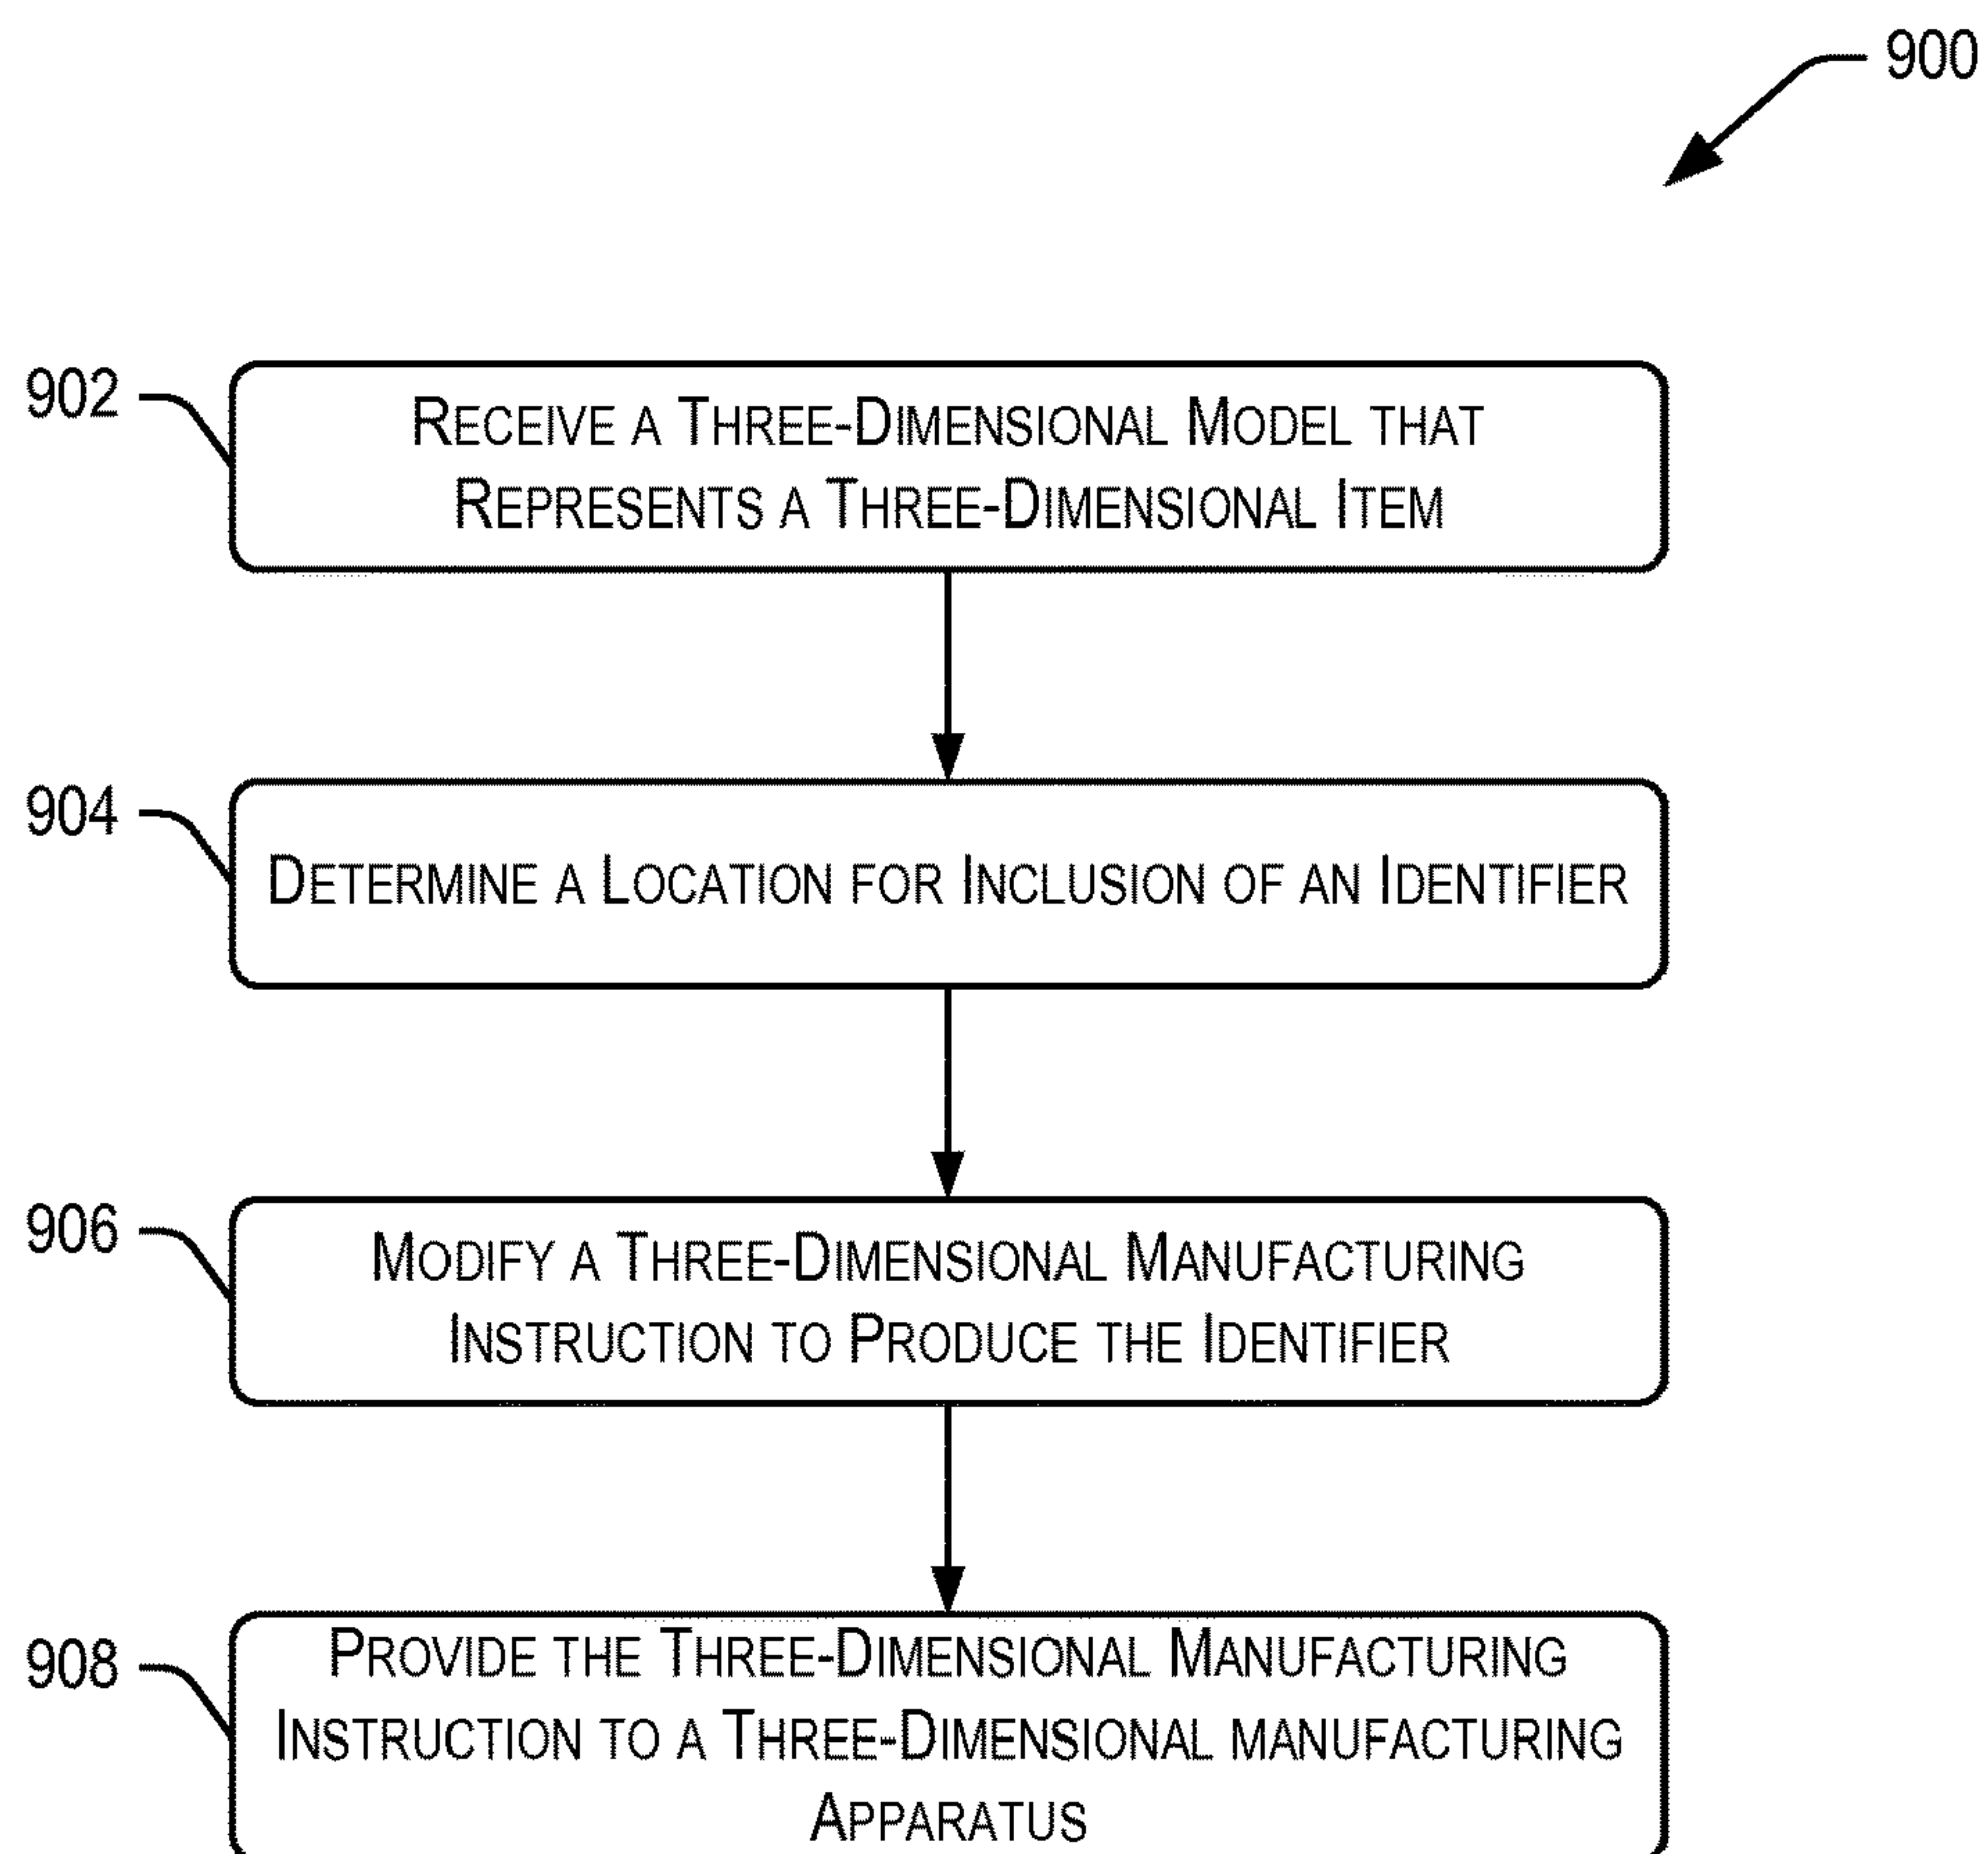 900
902
RECEIVE A THREE-DIMENSIONAL MODEL THAT
REPRESENTS A THREE-DIMENSIONAL ITEM
904
DETERMINE A LOCATION FOR INCLUSION OF AN IDENTIFIER
906
MODIFY A THREE-DIMENSIONAL MANUFACTURING
INSTRUCTION TO PRODUCE THE IDENTIFIER
908
PROVIDE THE THREE-DIMENSIONAL MANUFACTURING
INSTRUCTION TO A THREE-DIMENSIONAL MANUFACTURING
APPARATUS